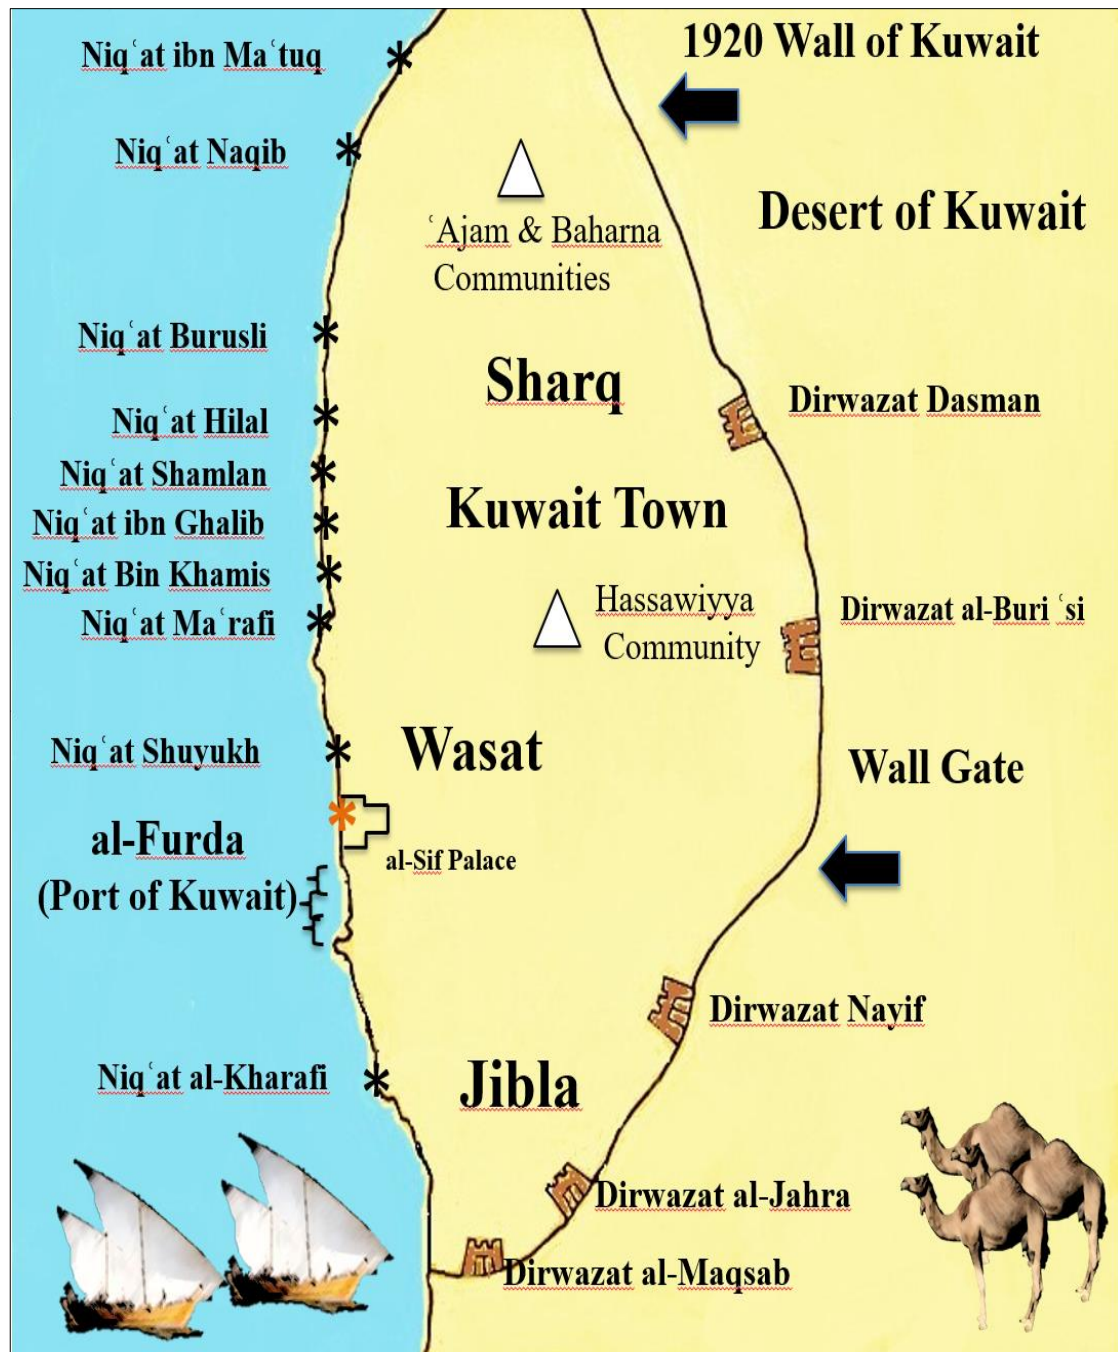 Niqʿat ibn Maʿtuq
1920 Wall of Kuwait
Niqʿat Naqib
Desert of Kuwait
ʿAjam & Baharna
Communities
Niqʿat Burusli
Sharq
Dirwazat Dasman
Niqʿat Hilal
Niqʿat Shamlan
Kuwait Town
Niqʿat ibn Ghalib
Niqʿat Bin Khamis
Hassawiyya
Community
Dirwazat al-Buri ʿsi
Niqʿat Maʿrafi
Niqʿat Shuyukh
Wasat
Wall Gate
al-Furda
(Port of Kuwait)
al-Sif Palace
Dirwazat Nayif
Niqʿat al-Kharafi
Jibla
Dirwazat al-Jahra
Dirwazat al-Maqsab